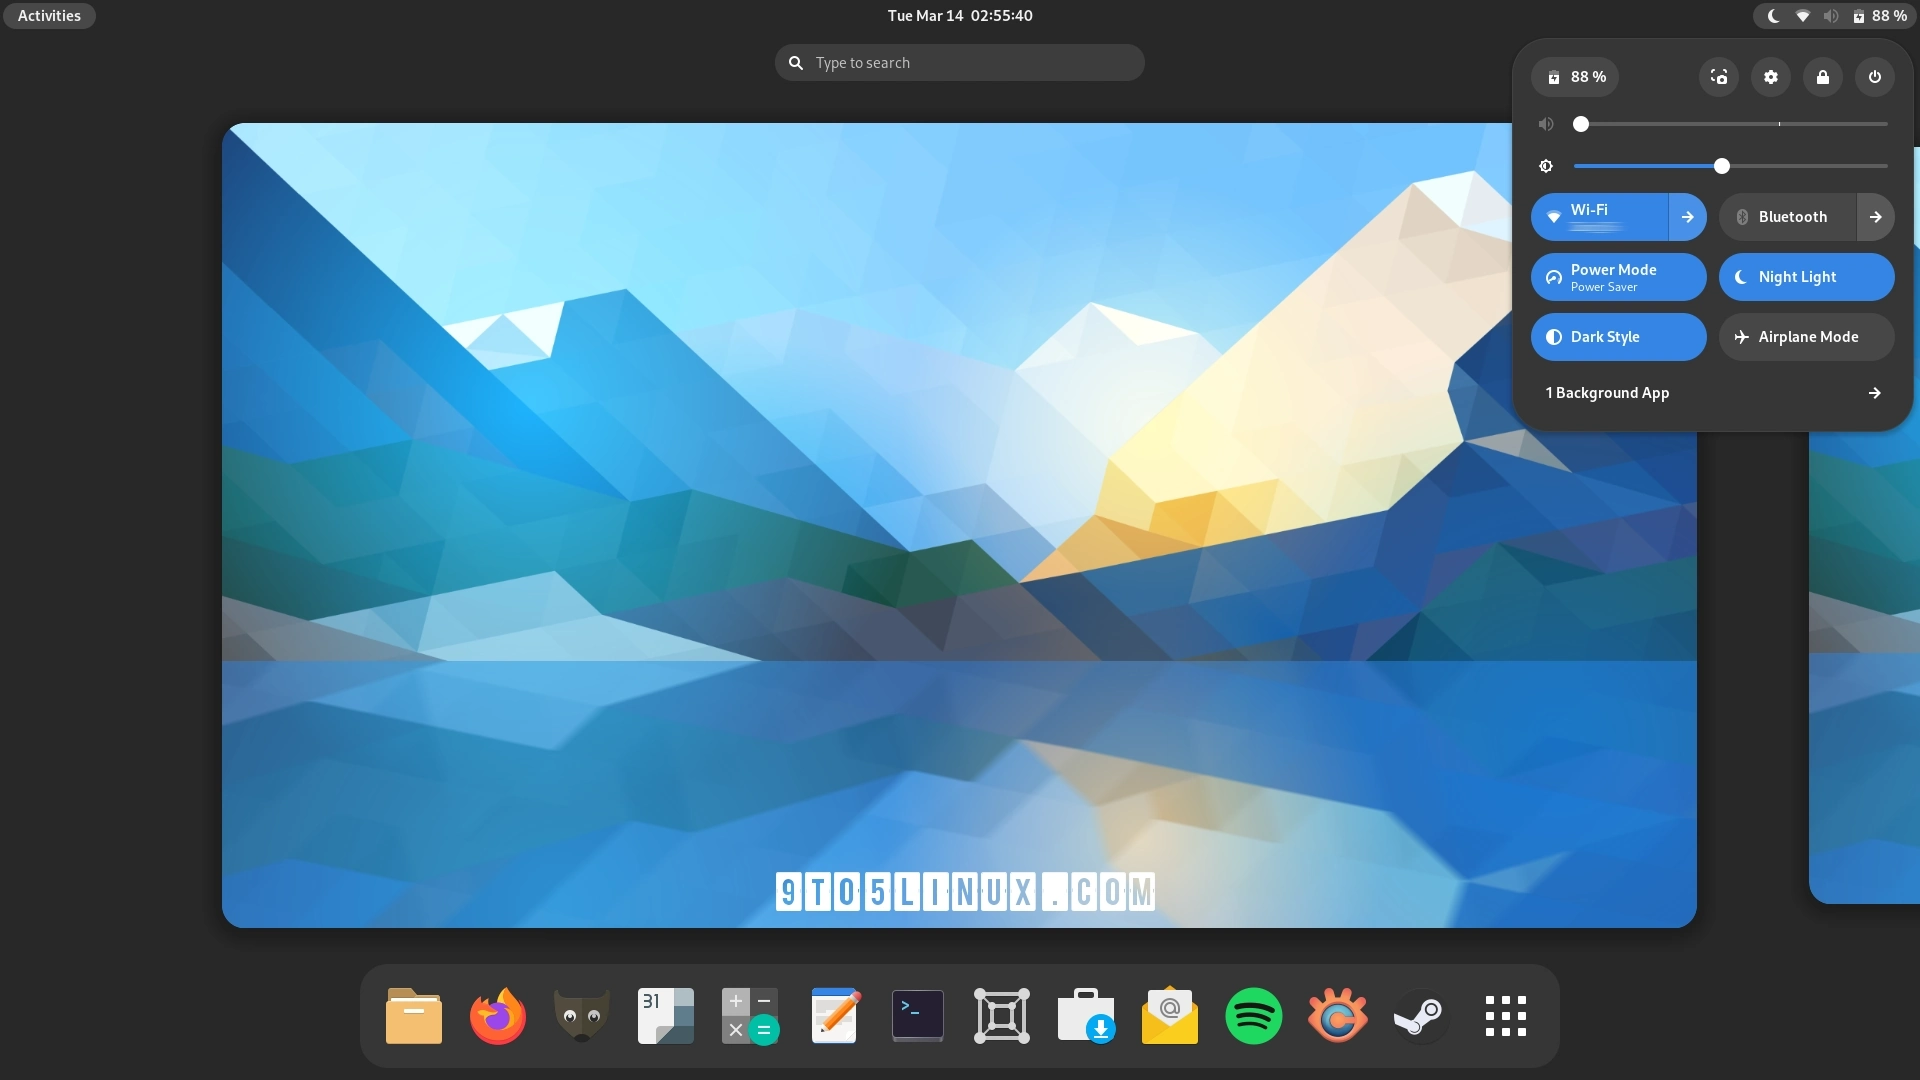 Activities
Tue Mar 14 02:55:40
88 %
Type to search
88 %
Wi-Fi
Bluetooth
Power Mode
Power Saver
Night Light
Dark Style
Airplane Mode
1 Background App
9TO5LINUX.COM
31
>_
@